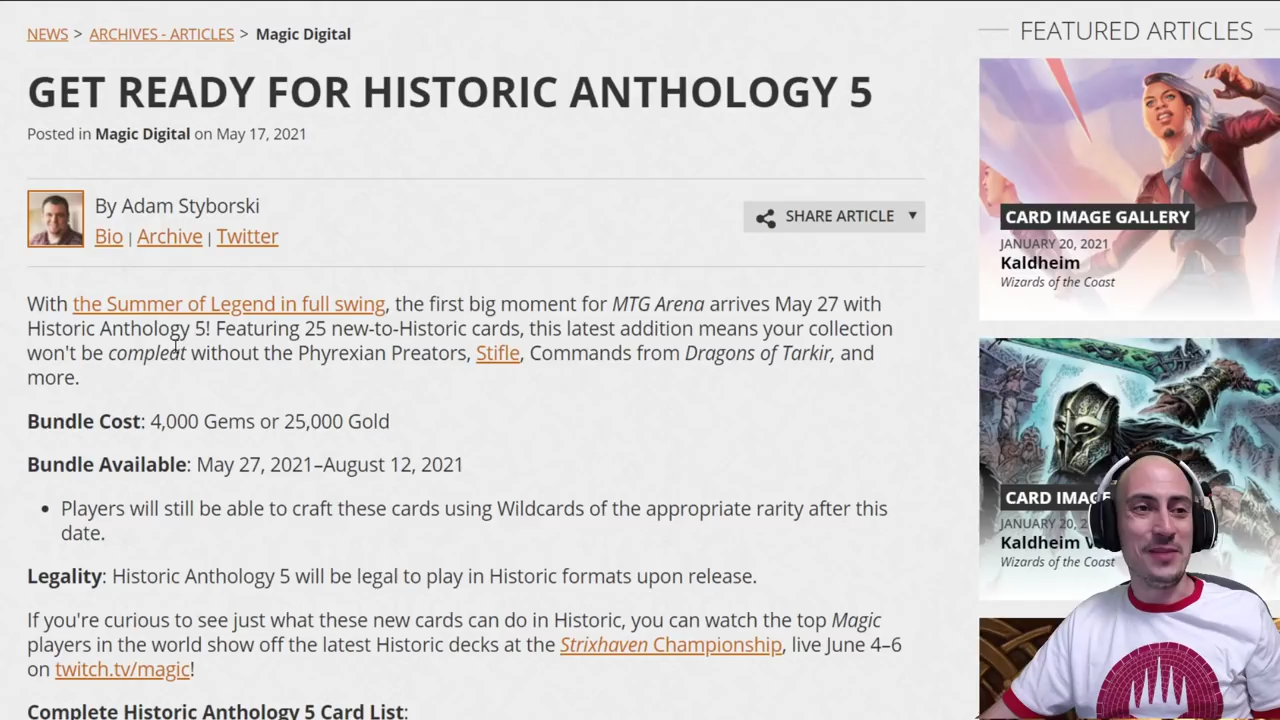 NEWS > ARCHIVES - ARTICLES > Magic Digital
GET READY FOR HISTORIC ANTHOLOGY 5
Posted in Magic Digital on May 17, 2021
By Adam Styborski
Bio | Archive | Twitter
SHARE ARTICLE ▼
With the Summer of Legend in full swing, the first big moment for MTG Arena arrives May 27 with
Historic Anthology 5! Featuring 25 new-to-Historic cards, this latest addition means your collection
won't be compleat without the Phyrexian Preators, Stifle, Commands from Dragons of Tarkir, and
more.
Bundle Cost: 4,000 Gems or 25,000 Gold
Bundle Available: May 27, 2021–August 12, 2021
• Players will still be able to craft these cards using Wildcards of the appropriate rarity after this
date.
Legality: Historic Anthology 5 will be legal to play in Historic formats upon release.
If you're curious to see just what these new cards can do in Historic, you can watch the top Magic
players in the world show off the latest Historic decks at the Strixhaven Championship, live June 4–6
on twitch.tv/magic!
Complete Historic Anthology 5 Card List:
FEATURED ARTICLES
CARD IMAGE GALLERY
JANUARY 20, 2021
Kaldheim
Wizards of the Coast
CARD IMAGE
JANUARY 20, 2
Kaldheim V
Wizards of the Coast